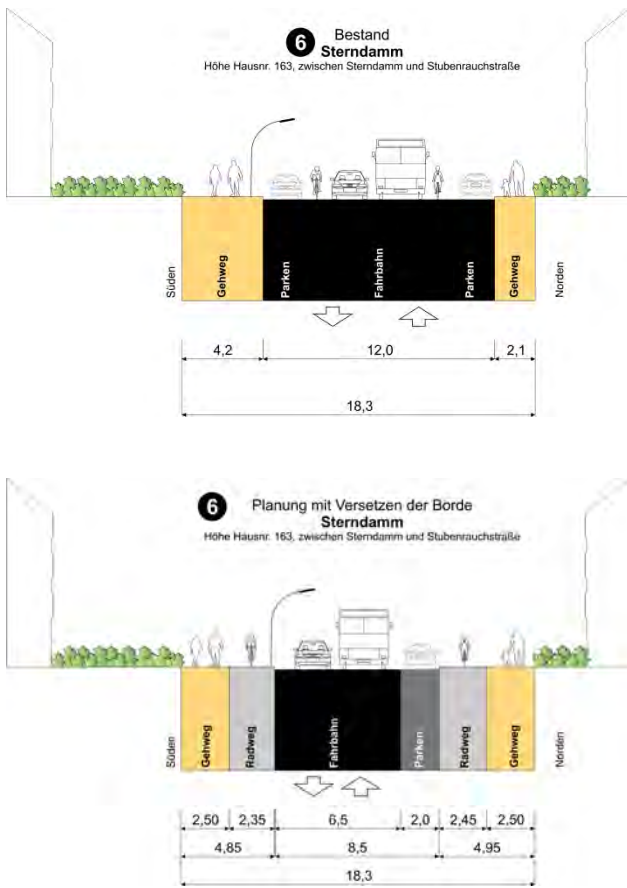 6 Bestand
Sterndamm
Höhe Hausnr. 163, zwischen Sterndamm und Stubenrauchstraße
Süden
Gehweg
Parken
Fahrbahn
Parken
Gehweg
Norden
4,2
12,0
2,1
18,3
6 Planung mit Versetzen der Borde
Sterndamm
Höhe Hausnr. 163, zwischen Sterndamm und Stubenrauchstraße
Süden
Gehweg
Radweg
Fahrbahn
Parken
Radweg
Gehweg
Norden
2,50
2,35
6,5
2,0
2,45
2,50
4,85
8,5
4,95
18,3